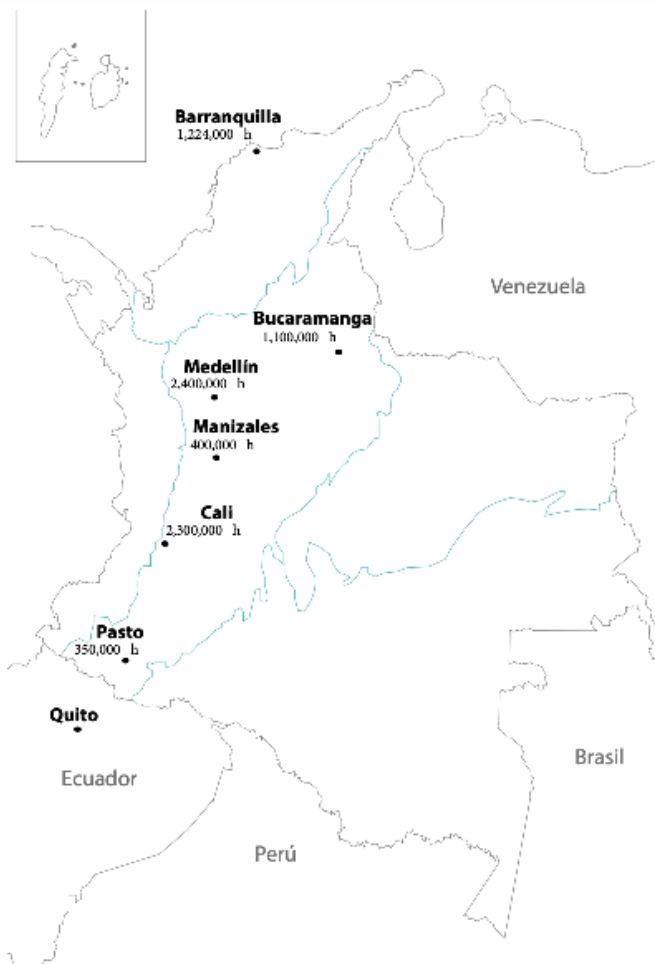 Barranquilla
1,224,000 h
Venezuela
Bucaramanga
1,100,000 h
Medellín
2,400,000 h
Manizales
400,000 h
Cali
2,300,000 h
Pasto
350,000 h
Quito
Ecuador
Brasil
Perú